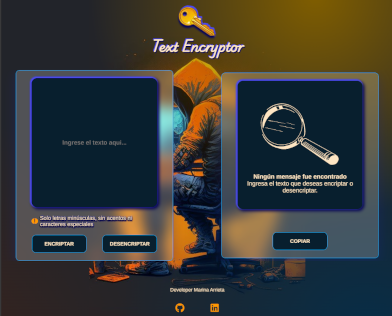 Text Encryptor
Ingrese el texto aqui...
Solo letras minúsculas, sin acentos ni
caracteres especiales
ENCRIPTAR
DESENCRIPTAR
Ningún mensaje fue encontrado
Ingresa el texto que deseas encriptar o
desencriptar.
COPIAR
Developer Marina Arrieta